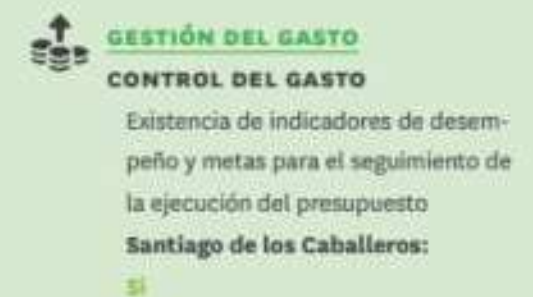 GESTIÓN DEL GASTO
CONTROL DEL GASTO
Existencia de indicadores de desem-
peño y metas para el seguimiento de
la ejecución del presupuesto
Santiago de los Caballeros:
Sí